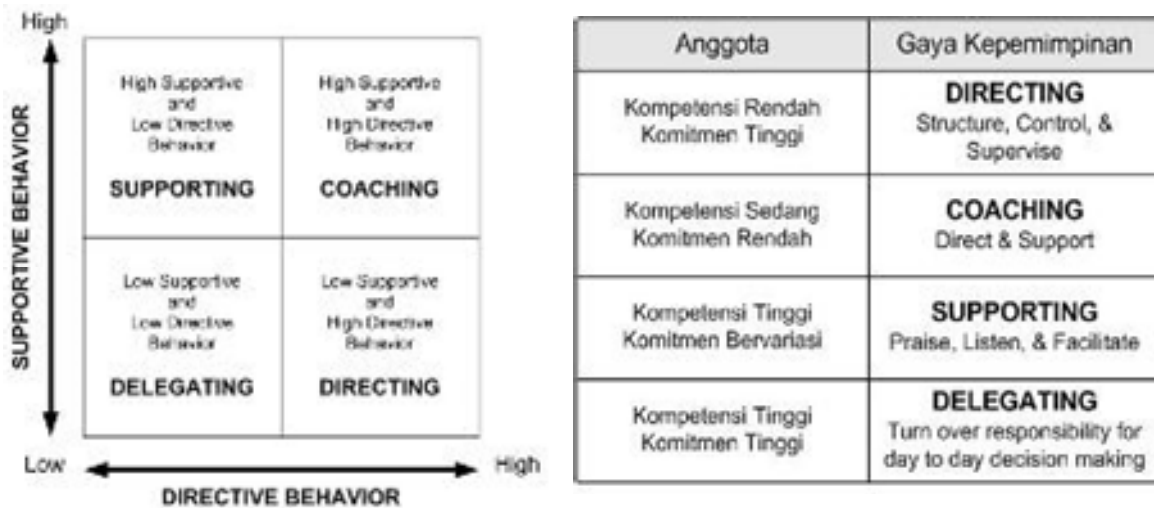 High
SUPPORTIVE BEHAVIOR
High Supportive
and
Low Directive
Behavior
SUPPORTING
High Supportive
and
High Directive
Behavior
COACHING
Low Supportive
and
Low Directive
Behavior
DELEGATING
Low Supportive
and
High Directive
Behavior
DIRECTING
Low
High
DIRECTIVE BEHAVIOR
Anggota
Gaya Kepemimpinan
Kompetensi Rendah
Komitmen Tinggi
DIRECTING
Structure, Control, &
Supervise
Kompetensi Sedang
Komitmen Rendah
COACHING
Direct & Support
Kompetensi Tinggi
Komitmen Bervariasi
SUPPORTING
Praise, Listen, & Facilitate
Kompetensi Tinggi
Komitmen Tinggi
DELEGATING
Turn over responsibility for
day to day decision making